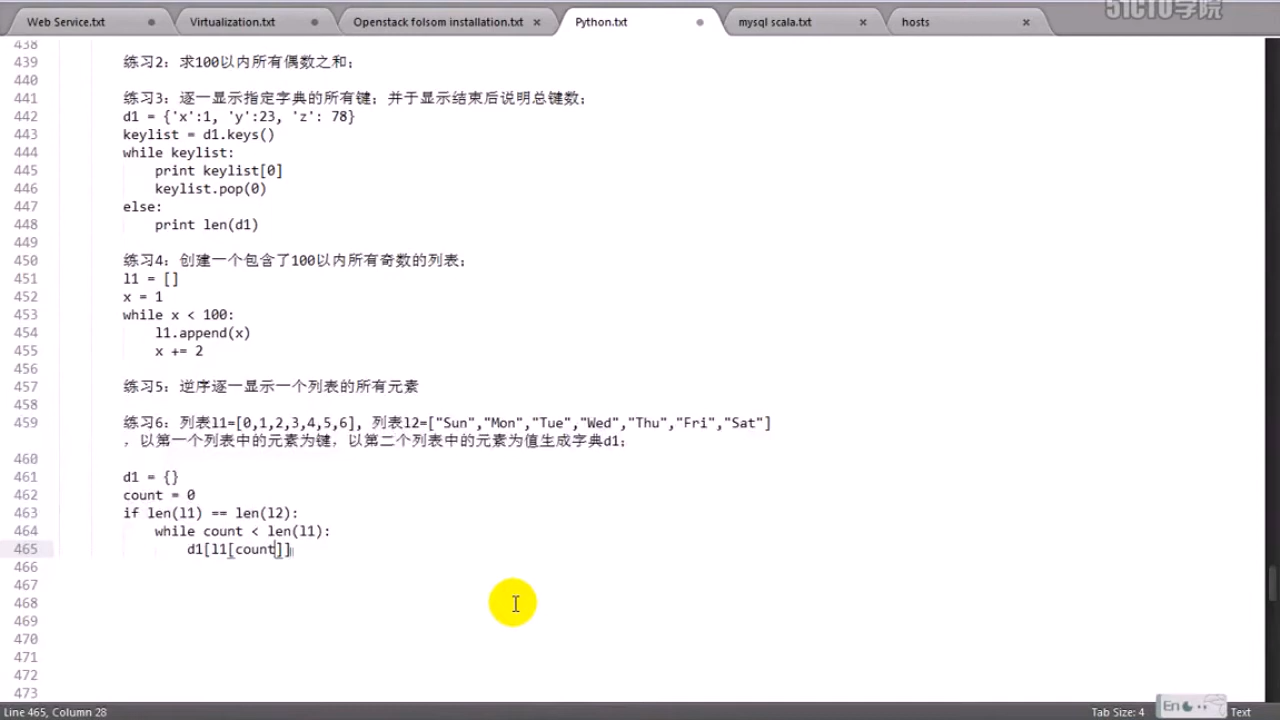 51CTO学院
Web Service.txt
Virtualization.txt
Openstack folsom installation.txt
Python.txt
mysql scala.txt
hosts
438
439 练习2：求100以内所有偶数之和；
440
441 练习3：逐一显示指定字典的所有键；并于显示结束后说明总键数；
442 d1 = {'x':1, 'y':23, 'z': 78}
443 keylist = d1.keys()
444 while keylist:
445 print keylist[0]
446 keylist.pop(0)
447 else:
448 print len(d1)
449
450 练习4：创建一个包含了100以内所有奇数的列表；
451 l1 = []
452 x = 1
453 while x < 100:
454 l1.append(x)
455 x += 2
456
457 练习5：逆序逐一显示一个列表的所有元素
458
459 练习6：列表l1=[0,1,2,3,4,5,6]，列表l2=["Sun","Mon","Tue","Wed","Thu","Fri","Sat"]
，以第一个列表中的元素为键，以第二个列表中的元素为值生成字典d1；
460
461 d1 = {}
462 count = 0
463 if len(l1) == len(l2):
464 while count < len(l1):
465 d1[l1[count]]
466
467
468
469
470
471
472
473
Line 465, Column 28
Tab Size: 4
En
Text